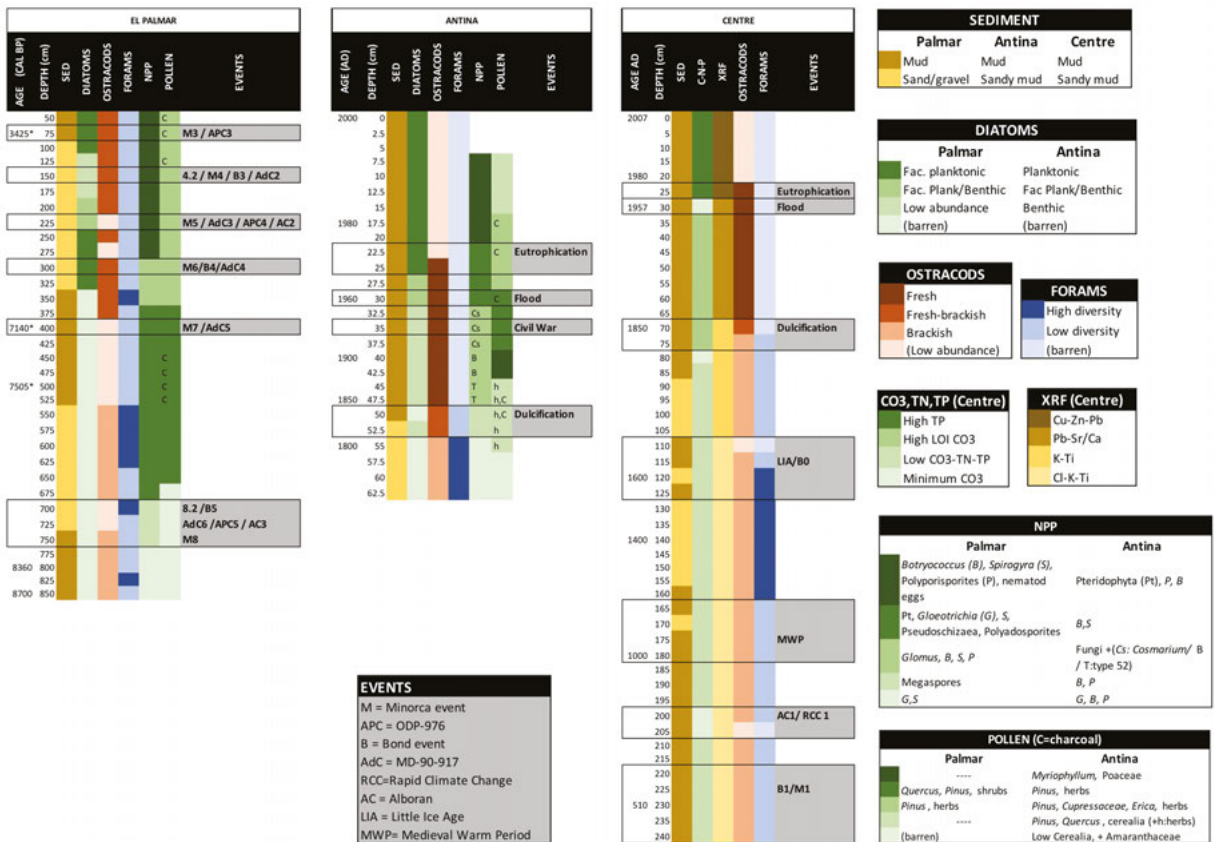 EL PALMAR
AGE (CAL BP)
DEPTH (cm)
SED
DIATOMS
OSTRACODS
FORAMS
NPP
POLLEN
EVENTS
50 C
3425* 75 C M3 / APC3
100
125 C
150 4.2 / M4 / B3 / AdC2
175
200
225 M5 / AdC3 / APC4 / AC2
250
275
300 M6/B4/AdC4
325
350
375
7140* 400 M7 /AdC5
425
450 C
475 C
7505* 500 C
525 C
550
575
600
625
650
675
700 8.2 /B5
725 AdC6 /APC5 / AC3
750 M8
775
8360 800
825
8700 850
ANTINA
AGE (AD)
DEPTH (cm)
SED
DIATOMS
OSTRACODS
FORAMS
NPP
POLLEN
EVENTS
2000 0
2.5
5
7.5
10
12.5
15
1980 17.5 C
20
22.5 C Eutrophication
25
27.5
1960 30 C Flood
32.5 Cs
35 Cs Civil War
37.5 Cs
1900 40 B
42.5 B
45 T h
1850 47.5 T h,C
50 h,C Dulcification
52.5 h
1800 55 h
57.5
60
62.5
CENTRE
AGE AD
DEPTH (cm)
SED
C-N-P
XRF
OSTRACODS
FORAMS
EVENTS
2007 0
5
10
15
1980 20
25 Eutrophication
1957 30 Flood
35
40
45
50
55
60
65
1850 70 Dulcification
75
80
85
90
95
100
105
110
115 LIA/B0
1600 120
125
130
135
1400 140
145
150
155
160
165
170
175 MWP
1000 180
185
190
195
200 AC1/ RCC 1
205
210
215
220
225 B1/M1
510 230
235
240
EVENTS
M = Minorca event
APC = ODP-976
B = Bond event
AdC = MD-90-917
RCC=Rapid Climate Change
AC = Alboran
LIA = Little Ice Age
MWP= Medieval Warm Period
SEDIMENT
Palmar Antina Centre
Mud Mud Mud
Sand/gravel Sandy mud Sandy mud
DIATOMS
Palmar Antina
Fac. planktonic Planktonic
Fac. Plank/Benthic Fac Plank/Benthic
Low abundance Benthic
(barren) (barren)
OSTRACODS
Fresh
Fresh-brackish
Brackish
(Low abundance)
FORAMS
High diversity
Low diversity
(barren)
CO3,TN,TP (Centre)
High TP
High LOI CO3
Low CO3-TN-TP
Minimum CO3
XRF (Centre)
Cu-Zn-Pb
Pb-Sr/Ca
K-Ti
Cl-K-Ti
NPP
Palmar Antina
Botryococcus (B), Spirogyra (S),
Polyporisporites (P), nematod
eggs
Pteridophyta (Pt), P, B
Pt, Gloeotrichia (G), S,
Pseudoschizaea, Polyadosporites
B,S
Glomus, B, S, P
Fungi +(Cs: Cosmarium/ B
/ T:type 52)
Megaspores B, P
G,S G, B, P
POLLEN (C=charcoal)
Palmar Antina
---- Myriophyllum, Poaceae
Quercus, Pinus, shrubs Pinus, herbs
Pinus , herbs Pinus, Cupressaceae, Erica, herbs
---- Pinus, Quercus , cerealia (+h:herbs)
(barren) Low Cerealia, + Amaranthaceae